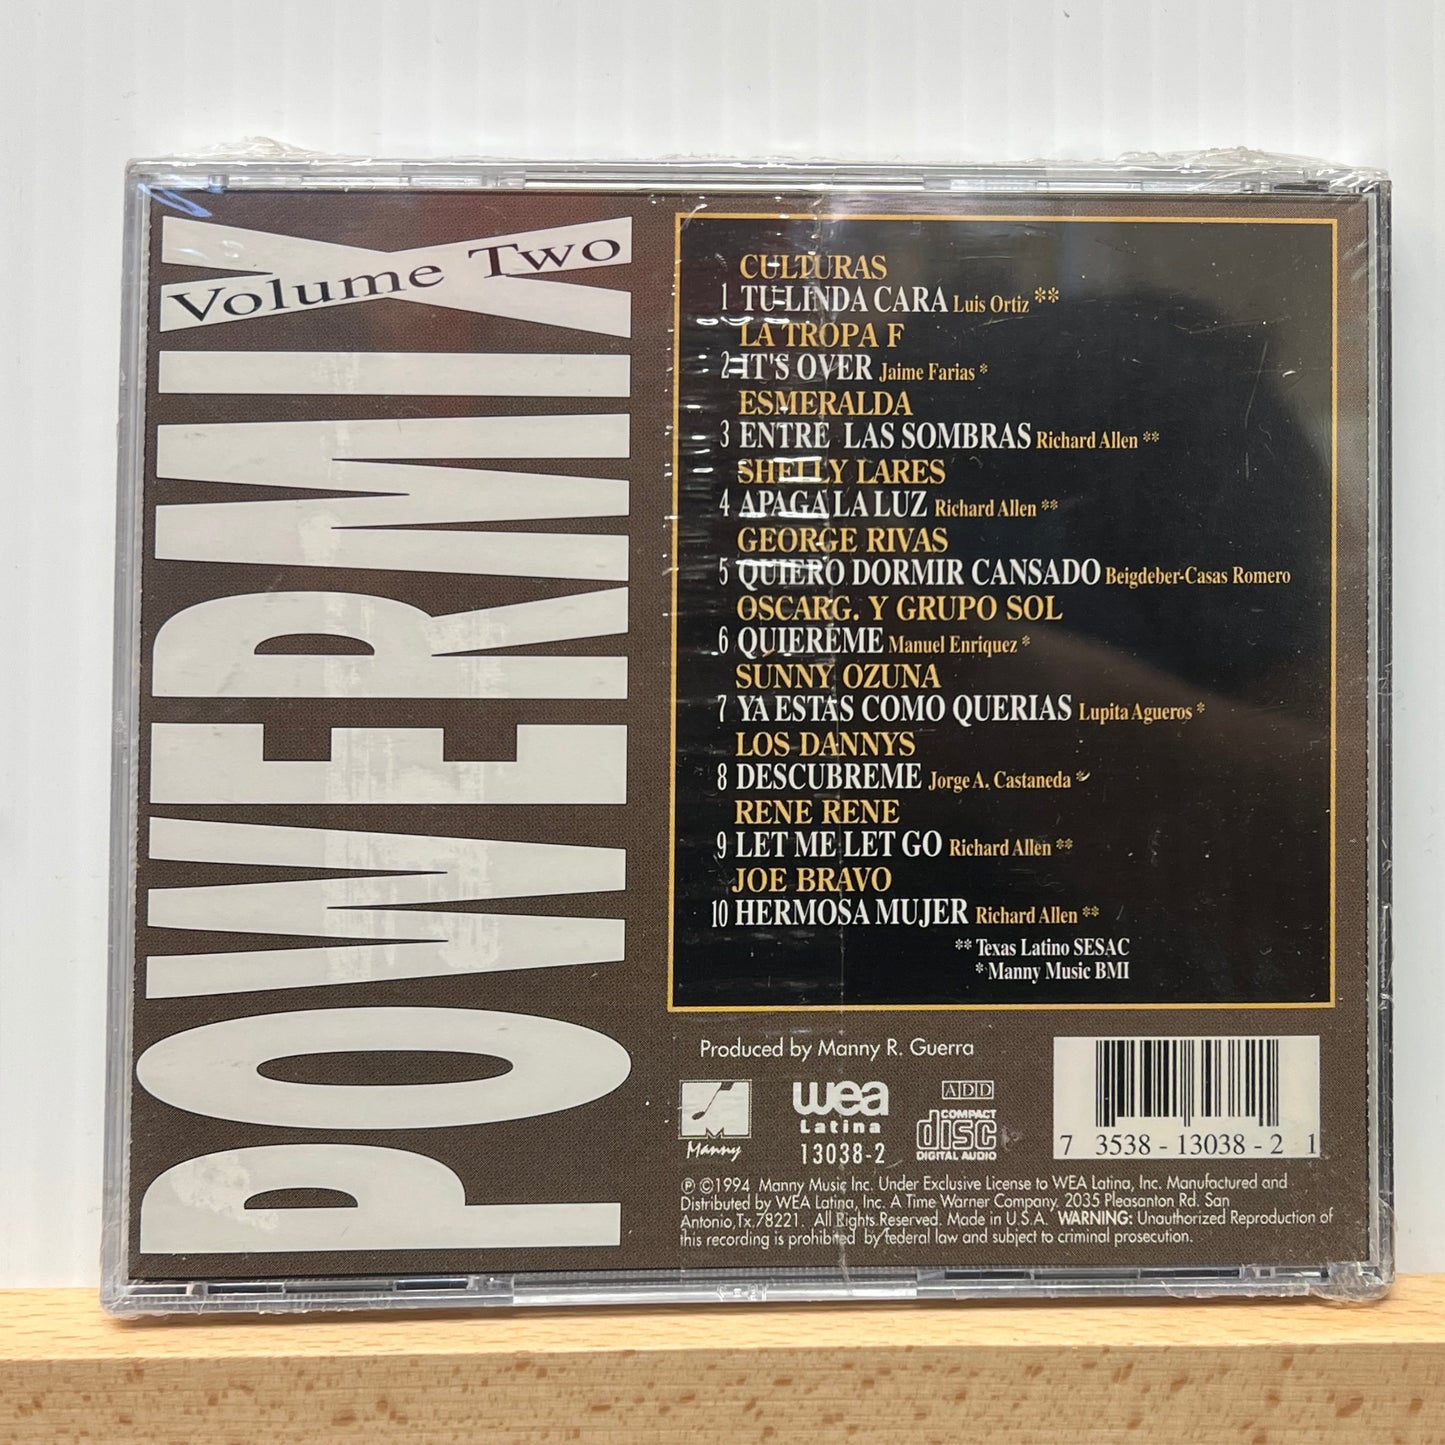 POWERMIX
Volume Two
CULTURAS
1 TU LINDA CARA Luis Ortiz **
LA TROPA F
2 IT'S OVER Jaime Farias *
ESMERALDA
3 ENTRE LAS SOMBRAS Richard Allen **
SHELLY LARES
4 APAGA LA LUZ Richard Allen **
GEORGE RIVAS
5 QUIERO DORMIR CANSADO Beigdeber-Casas Romero
OSCARG. Y GRUPO SOL
6 QUIEREME Manuel Enriquez *
SUNNY OZUNA
7 YA ESTAS COMO QUERIAS Lupita Agueros *
LOS DANNYS
8 DESCUBREME Jorge A. Castaneda *
RENE RENE
9 LET ME LET GO Richard Allen **
JOE BRAVO
10 HERMOSA MUJER Richard Allen **
** Texas Latino SESAC
* Manny Music BMI
Produced by Manny R. Guerra
Manny
wea
Latina
13038-2
ADD
COMPACT
disc
DIGITAL AUDIO
7 3538-13038-2 1
℗ ©1994 Manny Music Inc. Under Exclusive License to WEA Latina, Inc. Manufactured and
Distributed by WEA Latina, Inc. A Time Warner Company. 2035 Pleasanton Rd. San
Antonio,Tx.78221. All Rights Reserved. Made in U.S.A. WARNING: Unauthorized Reproduction of
this recording is prohibited by federal law and subject to criminal prosecution.